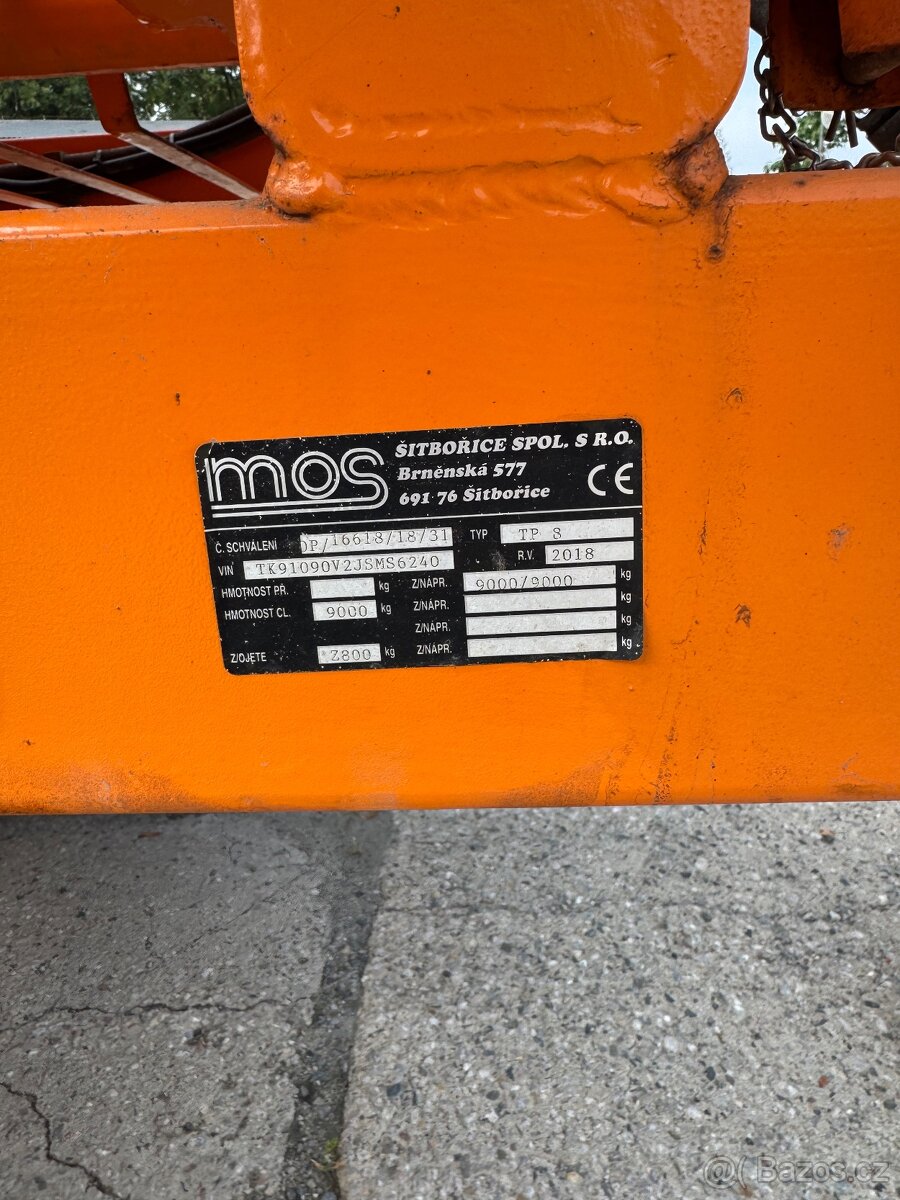 mos
ŠITBOŘICE SPOL. S R.O.
Brněnská 577
691 76 Šitbořice
CE
Č. SCHVÁLENÍ DP/16618/18/31 TYP TP 8
VIN TK91090V2JSMS6240 R.V. 2018
HMOTNOST PŘ. kg Z/NÁPR. 9000/9000 kg
HMOTNOST CL. 9000 kg Z/NÁPR. kg
Z/NÁPR. kg
Z/OJETE Z800 kg Z/NÁPR. kg
@( Bazos.cz